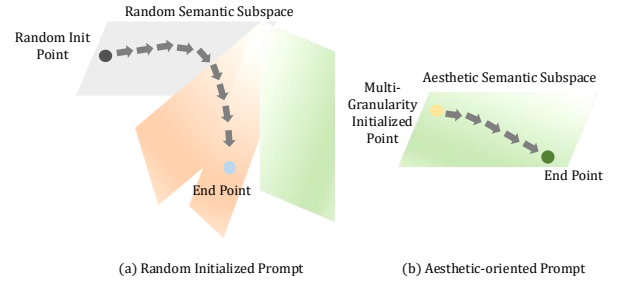 Random Semantic Subspace
Random Init
Point
End Point
(a) Random Initialized Prompt
Aesthetic Semantic Subspace
Multi-
Granularity
Initialized
Point
End Point
(b) Aesthetic-oriented Prompt